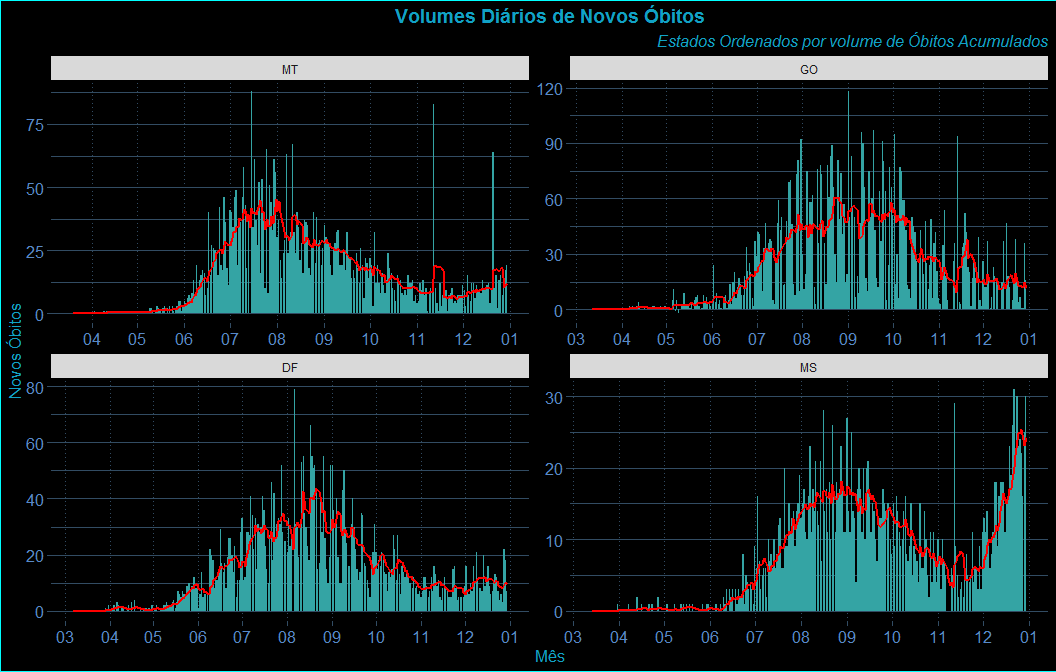 Volumes Diários de Novos Óbitos
Estados Ordenados por volume de Óbitos Acumulados
MT
GO
75
50
25
0
04 05 06 07 08 09 10 11 12 01
120
90
60
30
0
03 04 05 06 07 08 09 10 11 12 01
Novos Óbitos
DF
MS
80
60
40
20
0
03 04 05 06 07 08 09 10 11 12 01
30
20
10
0
03 04 05 06 07 08 09 10 11 12 01
Mês